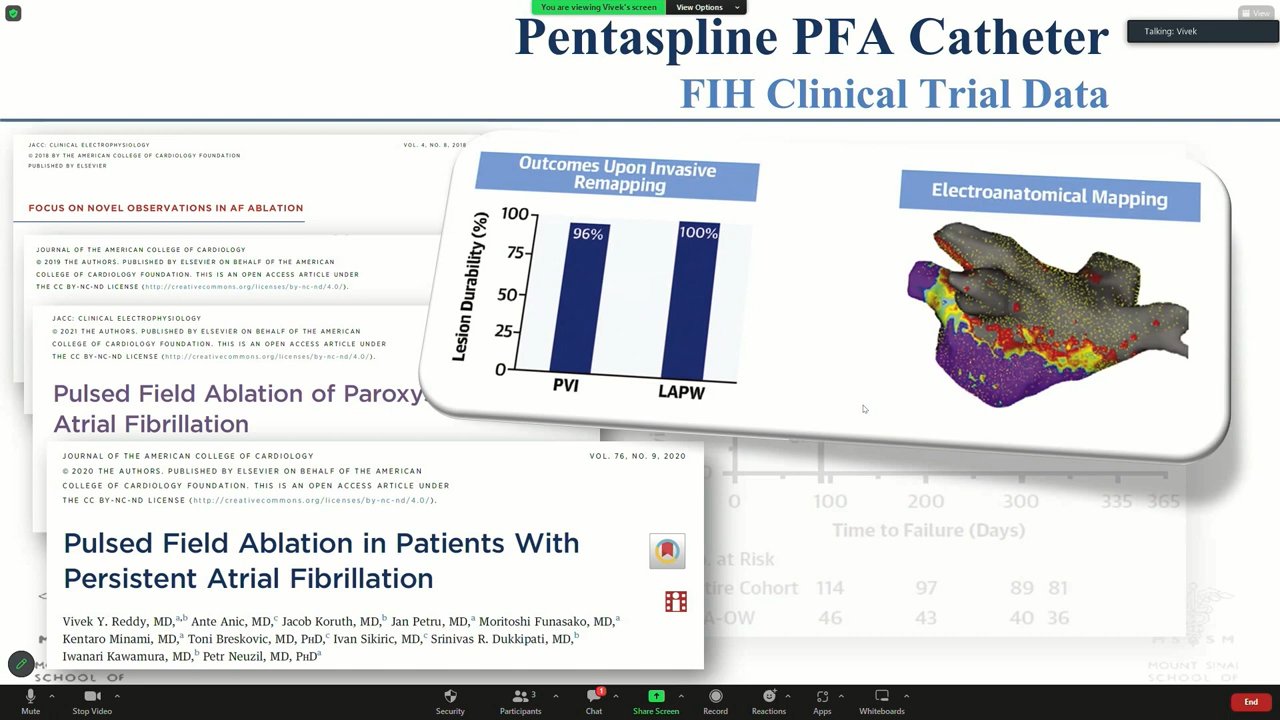 You are viewing Vivek's screen
View Options
View
Talking: Vivek
Pentaspline PFA Catheter
FIH Clinical Trial Data
JACC: CLINICAL ELECTROPHYSIOLOGY
VOL. 4, NO. 8, 2018
© 2018 BY THE AMERICAN COLLEGE OF CARDIOLOGY FOUNDATION
PUBLISHED BY ELSEVIER
FOCUS ON NOVEL OBSERVATIONS IN AF ABLATION
JOURNAL OF THE AMERICAN COLLEGE OF CARDIOLOGY
© 2019 THE AUTHORS. PUBLISHED BY ELSEVIER ON BEHALF OF THE AMERICAN
COLLEGE OF CARDIOLOGY FOUNDATION. THIS IS AN OPEN ACCESS ARTICLE UNDER
THE CC BY-NC-ND LICENSE (http://creativecommons.org/licenses/by-nc-nd/4.0/).
JACC: CLINICAL ELECTROPHYSIOLOGY
© 2021 THE AUTHORS. PUBLISHED BY ELSEVIER ON BEHALF OF THE AMERICAN
COLLEGE OF CARDIOLOGY FOUNDATION. THIS IS AN OPEN ACCESS ARTICLE UNDER
THE CC BY-NC-ND LICENSE (http://creativecommons.org/licenses/by-nc-nd/4.0/).
Pulsed Field Ablation of Paroxy
Atrial Fibrillation
Outcomes Upon Invasive
Remapping
Lesion Durability (%)
100
75
50
25
0
96%
100%
PVI
LAPW
Electroanatomical Mapping
JOURNAL OF THE AMERICAN COLLEGE OF CARDIOLOGY
VOL. 76, NO. 9, 2020
© 2020 THE AUTHORS. PUBLISHED BY ELSEVIER ON BEHALF OF THE AMERICAN
COLLEGE OF CARDIOLOGY FOUNDATION. THIS IS AN OPEN ACCESS ARTICLE UNDER
THE CC BY-NC-ND LICENSE (http://creativecommons.org/licenses/by-nc-nd/4.0/).
Pulsed Field Ablation in Patients With
Persistent Atrial Fibrillation
Vivek Y. Reddy, MD,a,b Ante Anic, MD,c Jacob Koruth, MD,b Jan Petru, MD,a Moritoshi Funasako, MD,a
Kentaro Minami, MD,a Toni Breskovic, MD, PHD,c Ivan Sikiric, MD,c Srinivas R. Dukkipati, MD,b
Iwanari Kawamura, MD,b Petr Neuzil, MD, PHDa
0 100 200 300 335 365
Time to Failure (Days)
. at Risk
tire Cohort 114 97 89 81
A-OW 46 43 40 36
MOUNT SINAI
SCHOOL OF
SCHOOL OF
Mute
Stop Video
Security
Participants
3
Chat
1
Share Screen
Record
Reactions
Apps
Whiteboards
End